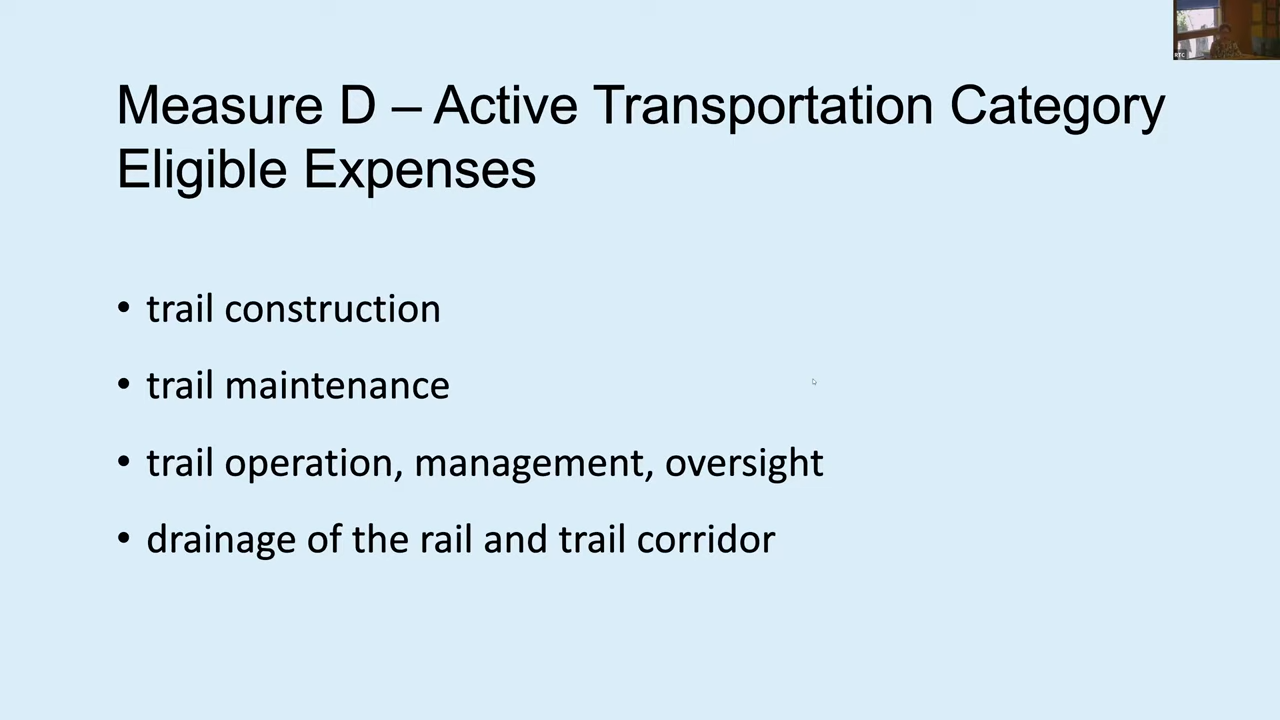 Measure D – Active Transportation Category
Eligible Expenses
• trail construction
• trail maintenance
• trail operation, management, oversight
• drainage of the rail and trail corridor
RTC